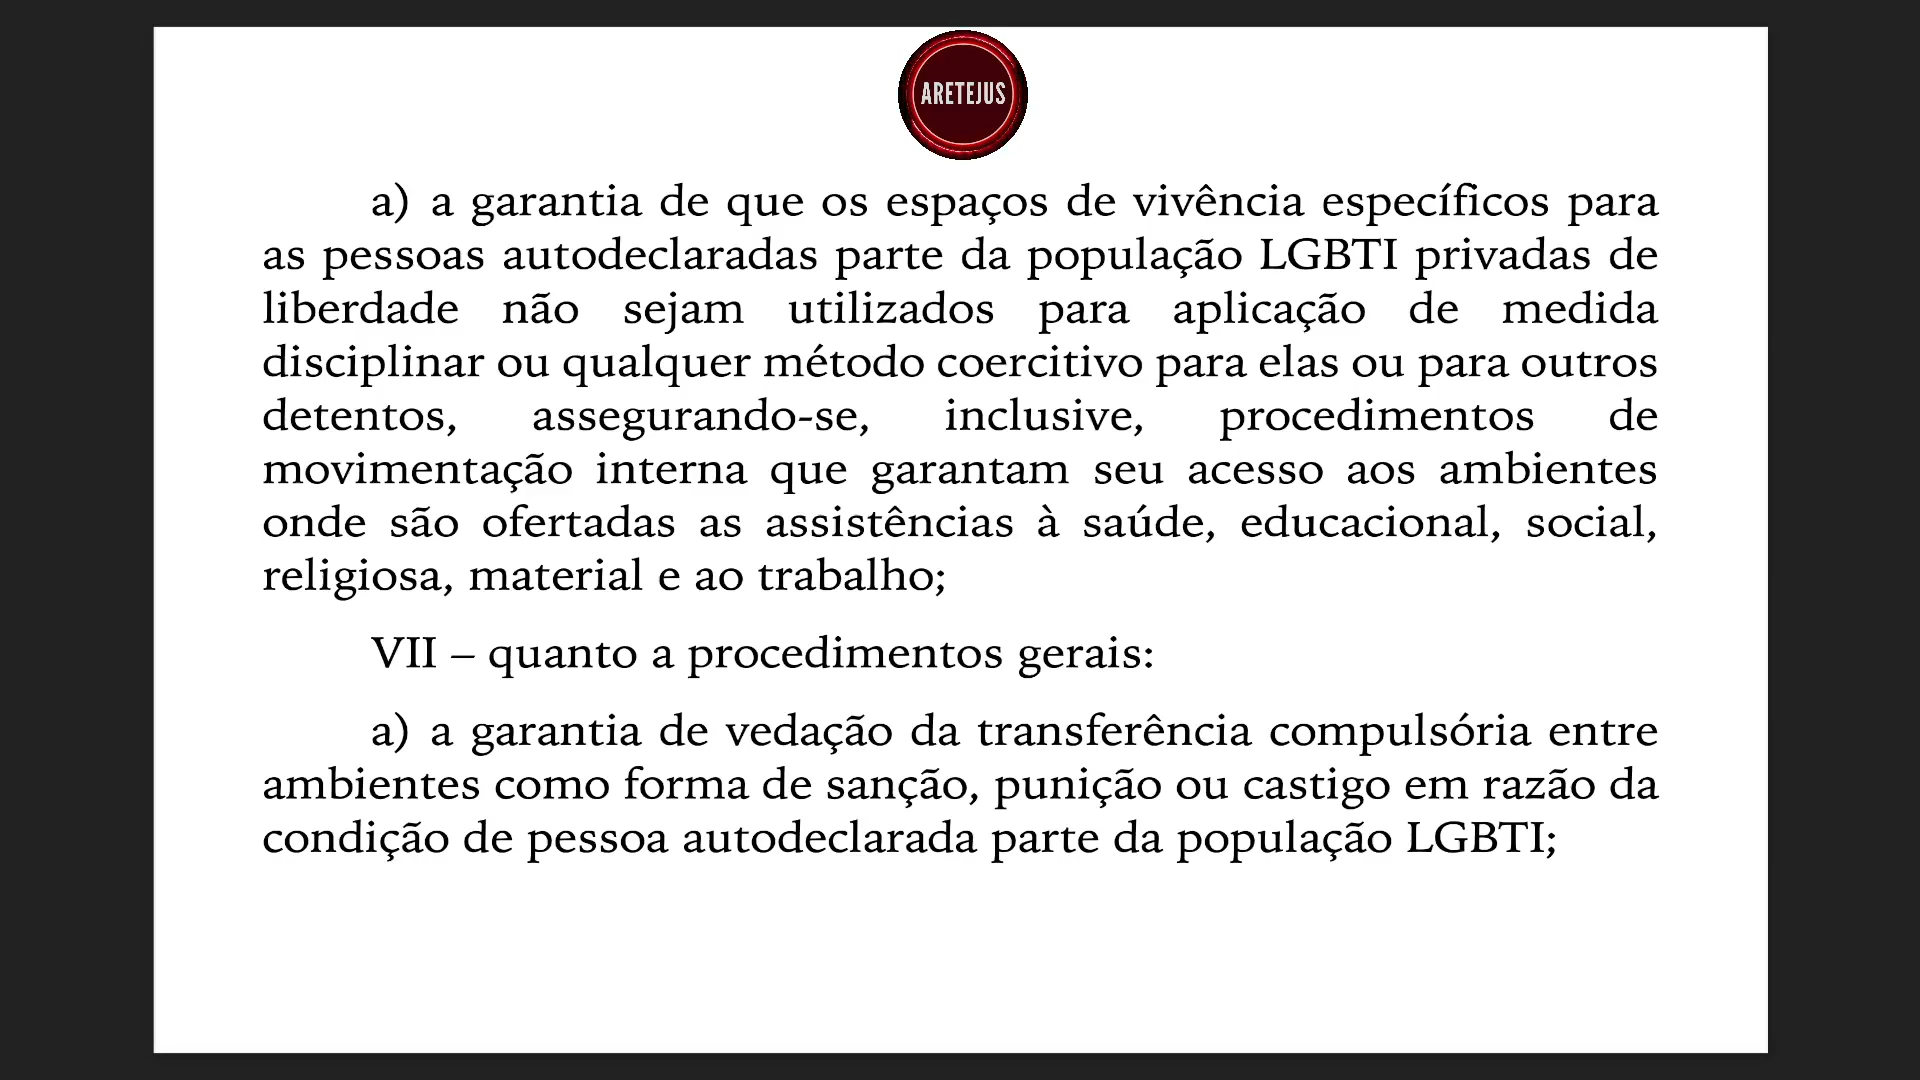 ARETEJUS
a) a garantia de que os espaços de vivência específicos para
as pessoas autodeclaradas parte da população LGBTI privadas de
liberdade não sejam utilizados para aplicação de medida
disciplinar ou qualquer método coercitivo para elas ou para outros
detentos, assegurando-se, inclusive, procedimentos de
movimentação interna que garantam seu acesso aos ambientes
onde são ofertadas as assistências à saúde, educacional, social,
religiosa, material e ao trabalho;
VII – quanto a procedimentos gerais:
a) a garantia de vedação da transferência compulsória entre
ambientes como forma de sanção, punição ou castigo em razão da
condição de pessoa autodeclarada parte da população LGBTI;